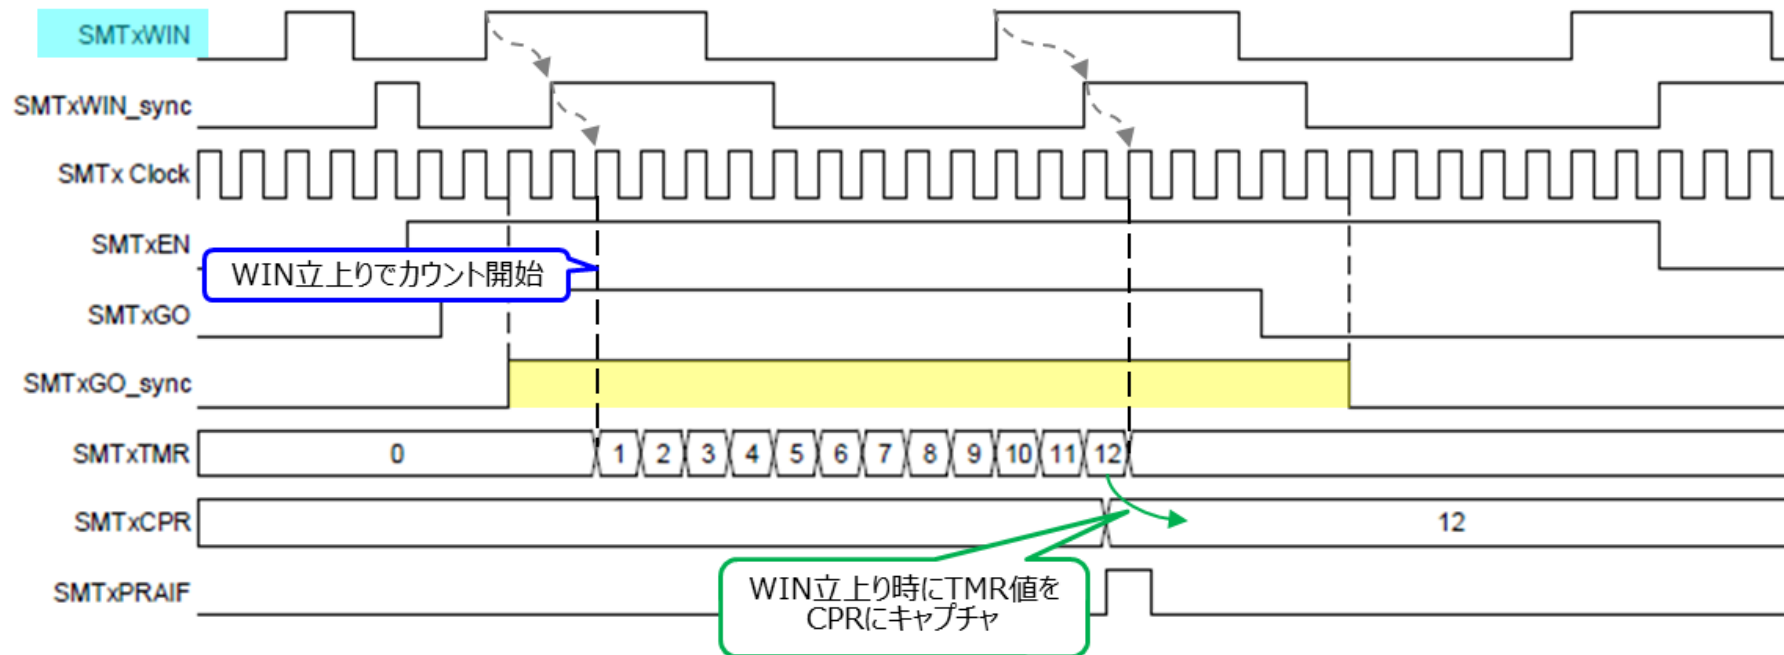 SMTxWIN
SMTxWIN_sync
SMTx Clock
SMTxEN
WIN立上りでカウント開始
SMTxGO
SMTxGO_sync
SMTxTMR 0 1 2 3 4 5 6 7 8 9 10 11 12
SMTxCPR 12
WIN立上り時にTMR値を
CPRにキャプチャ
SMTxPRAIF